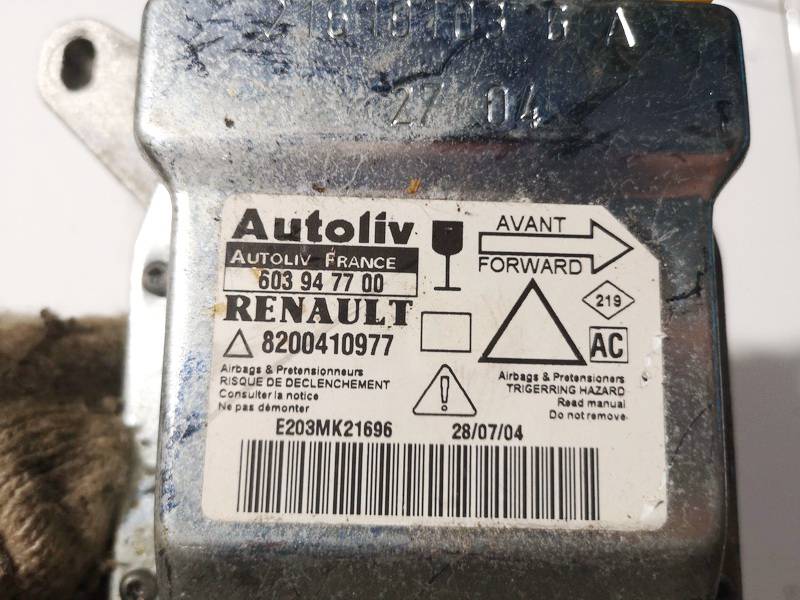 27 04
Autoliv
AUTOLIV FRANCE
603 94 77 00
RENAULT
8200410977
Airbags & Pretensionneurs
RISQUE DE DECLENCHEMENT
Consulter la notice
Ne pas démonter
AVANT
FORWARD
219
AC
Airbags & Pretensioners
TRIGERRING HAZARD
Read manual
Do not remove
E203MK21696 28/07/04